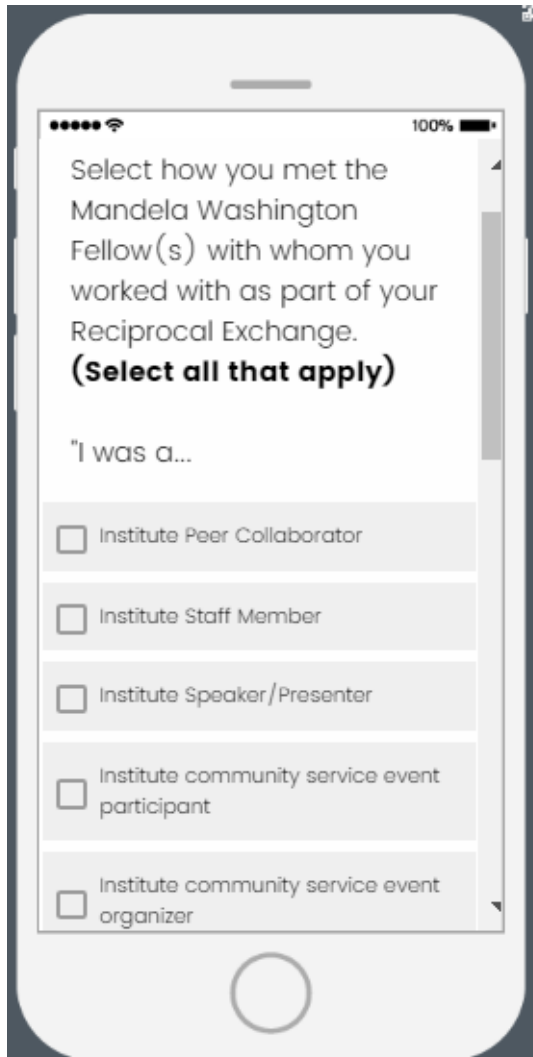 100%
Select how you met the
Mandela Washington
Fellow(s) with whom you
worked with as part of your
Reciprocal Exchange.
(Select all that apply)
"I was a...
Institute Peer Collaborator
Institute Staff Member
Institute Speaker/Presenter
Institute community service event
participant
Institute community service event
organizer